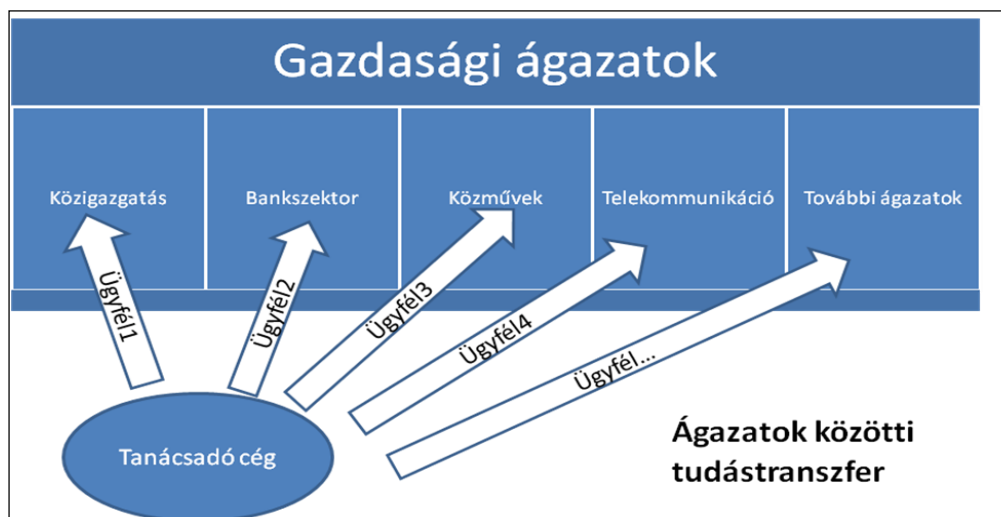 Gazdasági ágazatok
Közigazgatás
Bankszektor
Közművek
Telekommunikáció
További ágazatok
Ügyfél1
Ügyfél2
Ügyfél3
Ügyfél4
Ügyfél...
Tanácsadó cég
Ágazatok közötti
tudástranszfer